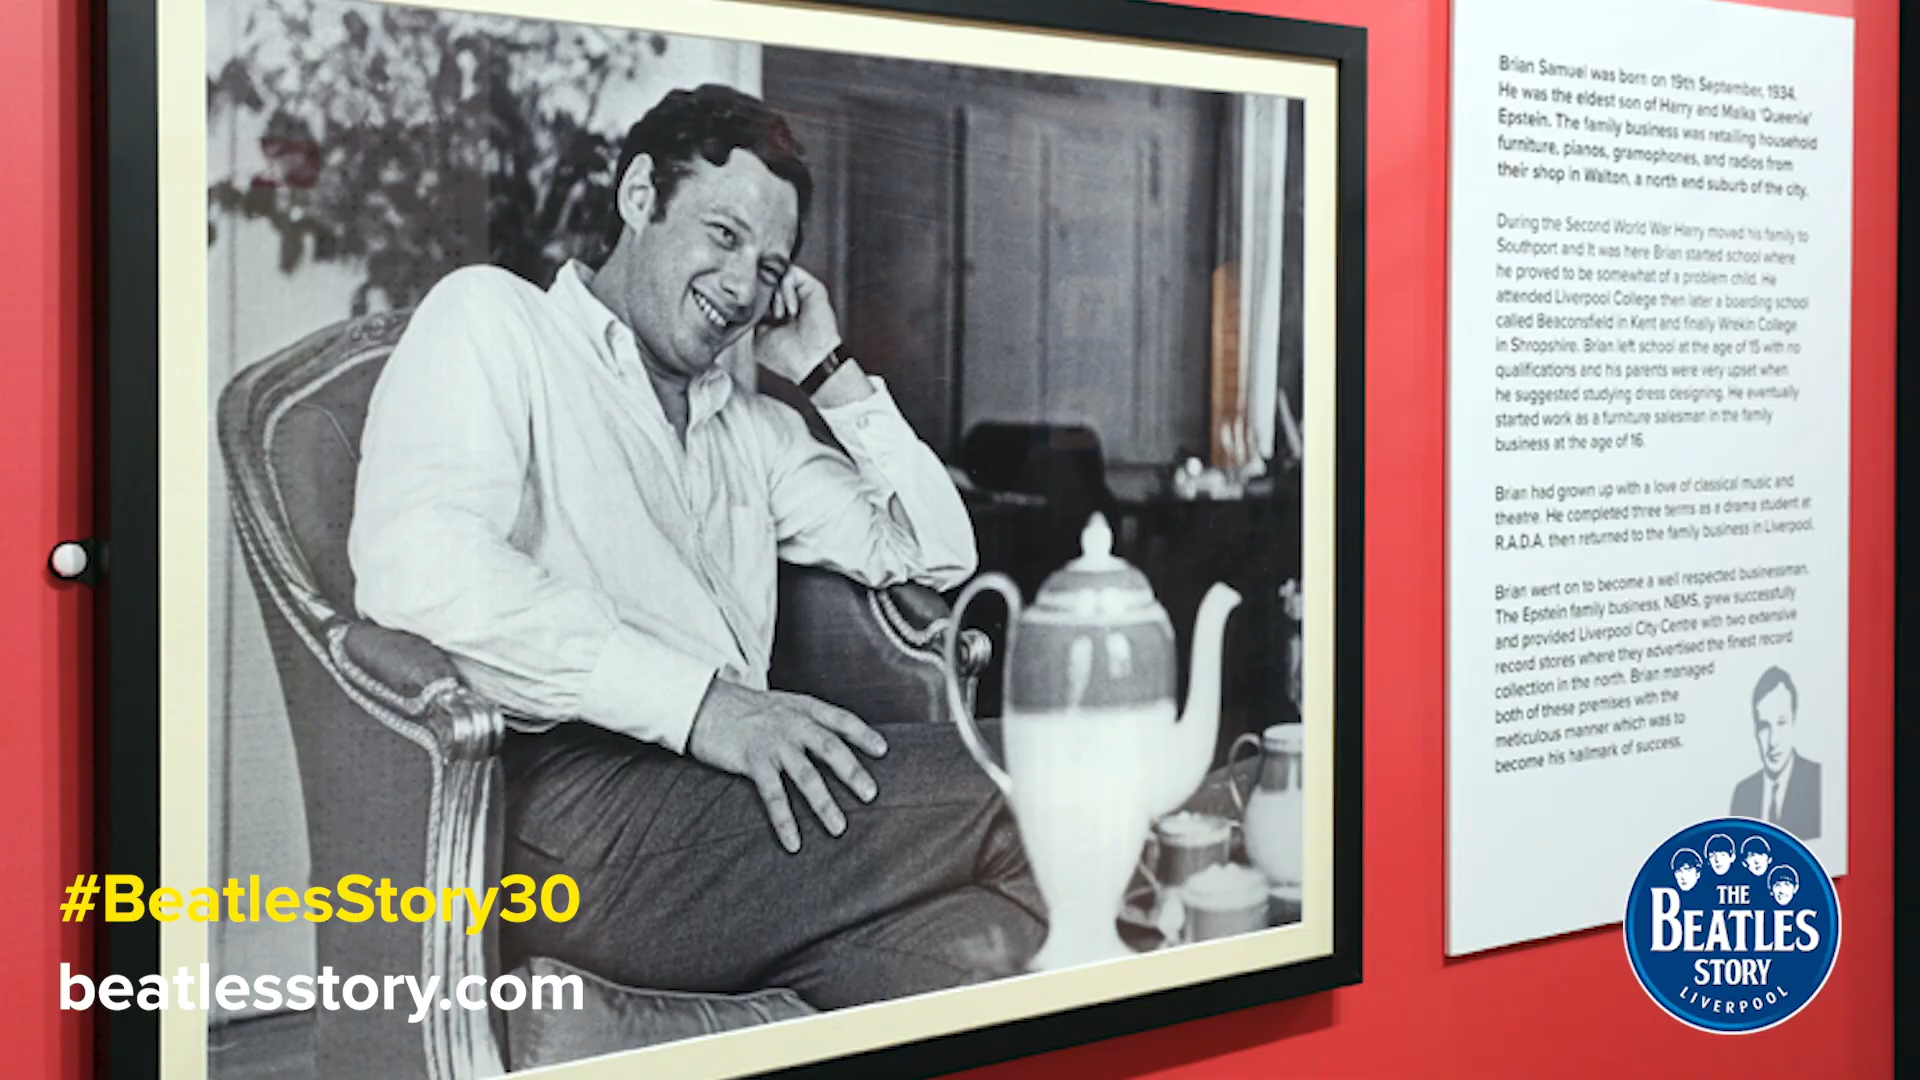 Brian Samuel was born on 19th September, 1934.
He was the eldest son of Harry and Malka 'Queenie'
Epstein. The family business was retailing household
furniture, pianos, gramophones, and radios from
their shop in Walton, a north end suburb of the city.
During the Second World War Harry moved his family to
Southport and it was here Brian started school where
he proved to be somewhat of a problem child. He
attended Liverpool College then later a boarding school
called Beaconsfield in Kent and finally Wrekin College
in Shropshire. Brian left school at the age of 15 with no
qualifications and his parents were very upset when
he suggested studying dress designing. He eventually
started work as a furniture salesman in the family
business at the age of 16.
Brian had grown up with a love of classical music and
theatre. He completed three terms as a drama student at
R.A.D.A. then returned to the family business in Liverpool.
Brian went on to become a well respected businessman.
The Epstein family business, NEMS, grew successfully
and provided Liverpool City Centre with two extensive
record stores where they advertised the finest record
collection in the north. Brian managed
both of these premises with the
meticulous manner which was to
become his hallmark of success.
#BeatlesStory30
beatlesstory.com
THE
BEATLES
STORY
LIVERPOOL